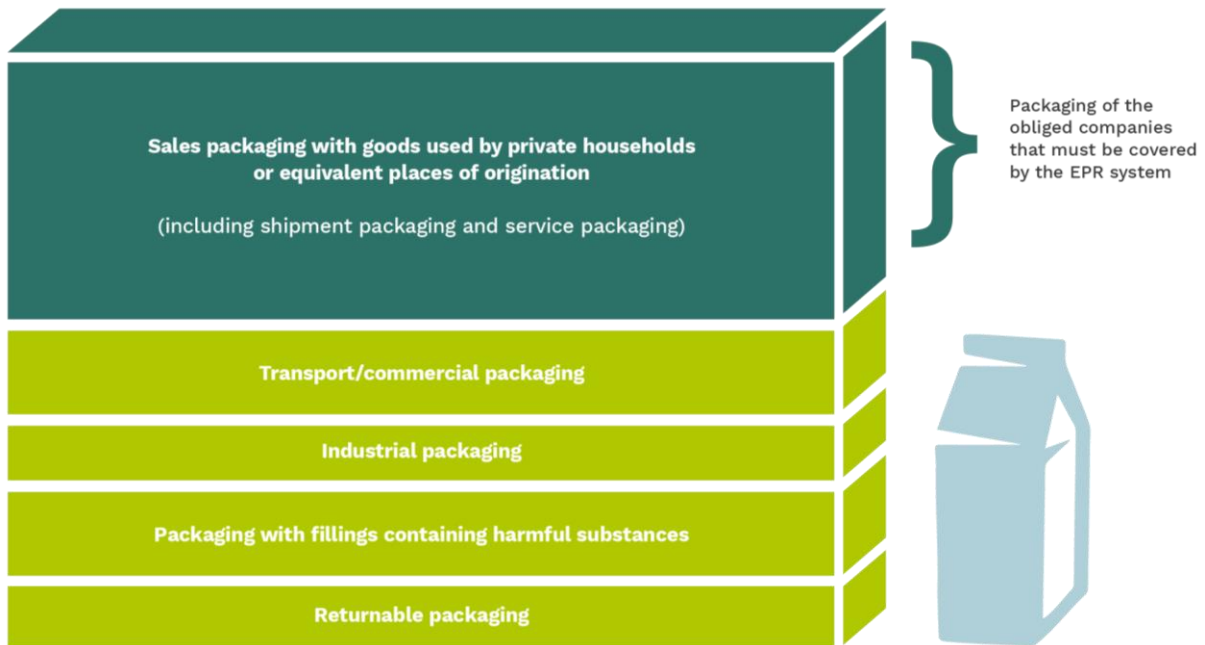 Sales packaging with goods used by private households
or equivalent places of origination
(including shipment packaging and service packaging)
Packaging of the
obliged companies
that must be covered
by the EPR system
Transport/commercial packaging
Industrial packaging
Packaging with fillings containing harmful substances
Returnable packaging